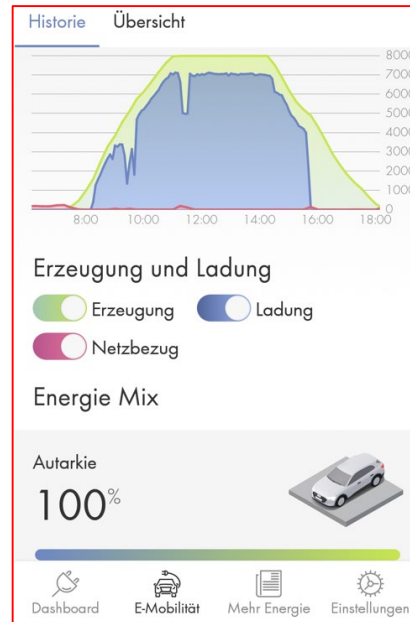 Historie Übersicht
8000
7000
6000
5000
4000
3000
2000
1000
0
8:00 10:00 12:00 14:00 16:00 18:00
Erzeugung und Ladung
Erzeugung Ladung
Netzbezug
Energie Mix
Autarkie
100%
Dashboard E-Mobilität Mehr Energie Einstellungen